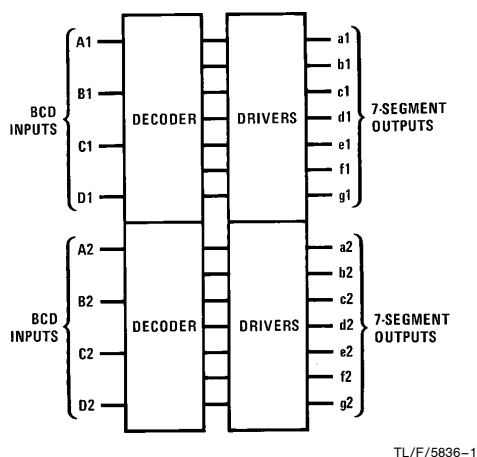 A1
B1
C1
D1
BCD
INPUTS
DECODER
DRIVERS
a1
b1
c1
d1
e1
f1
g1
7-SEGMENT
OUTPUTS
A2
B2
C2
D2
BCD
INPUTS
DECODER
DRIVERS
a2
b2
c2
d2
e2
f2
g2
7-SEGMENT
OUTPUTS
TL/F/5836–1